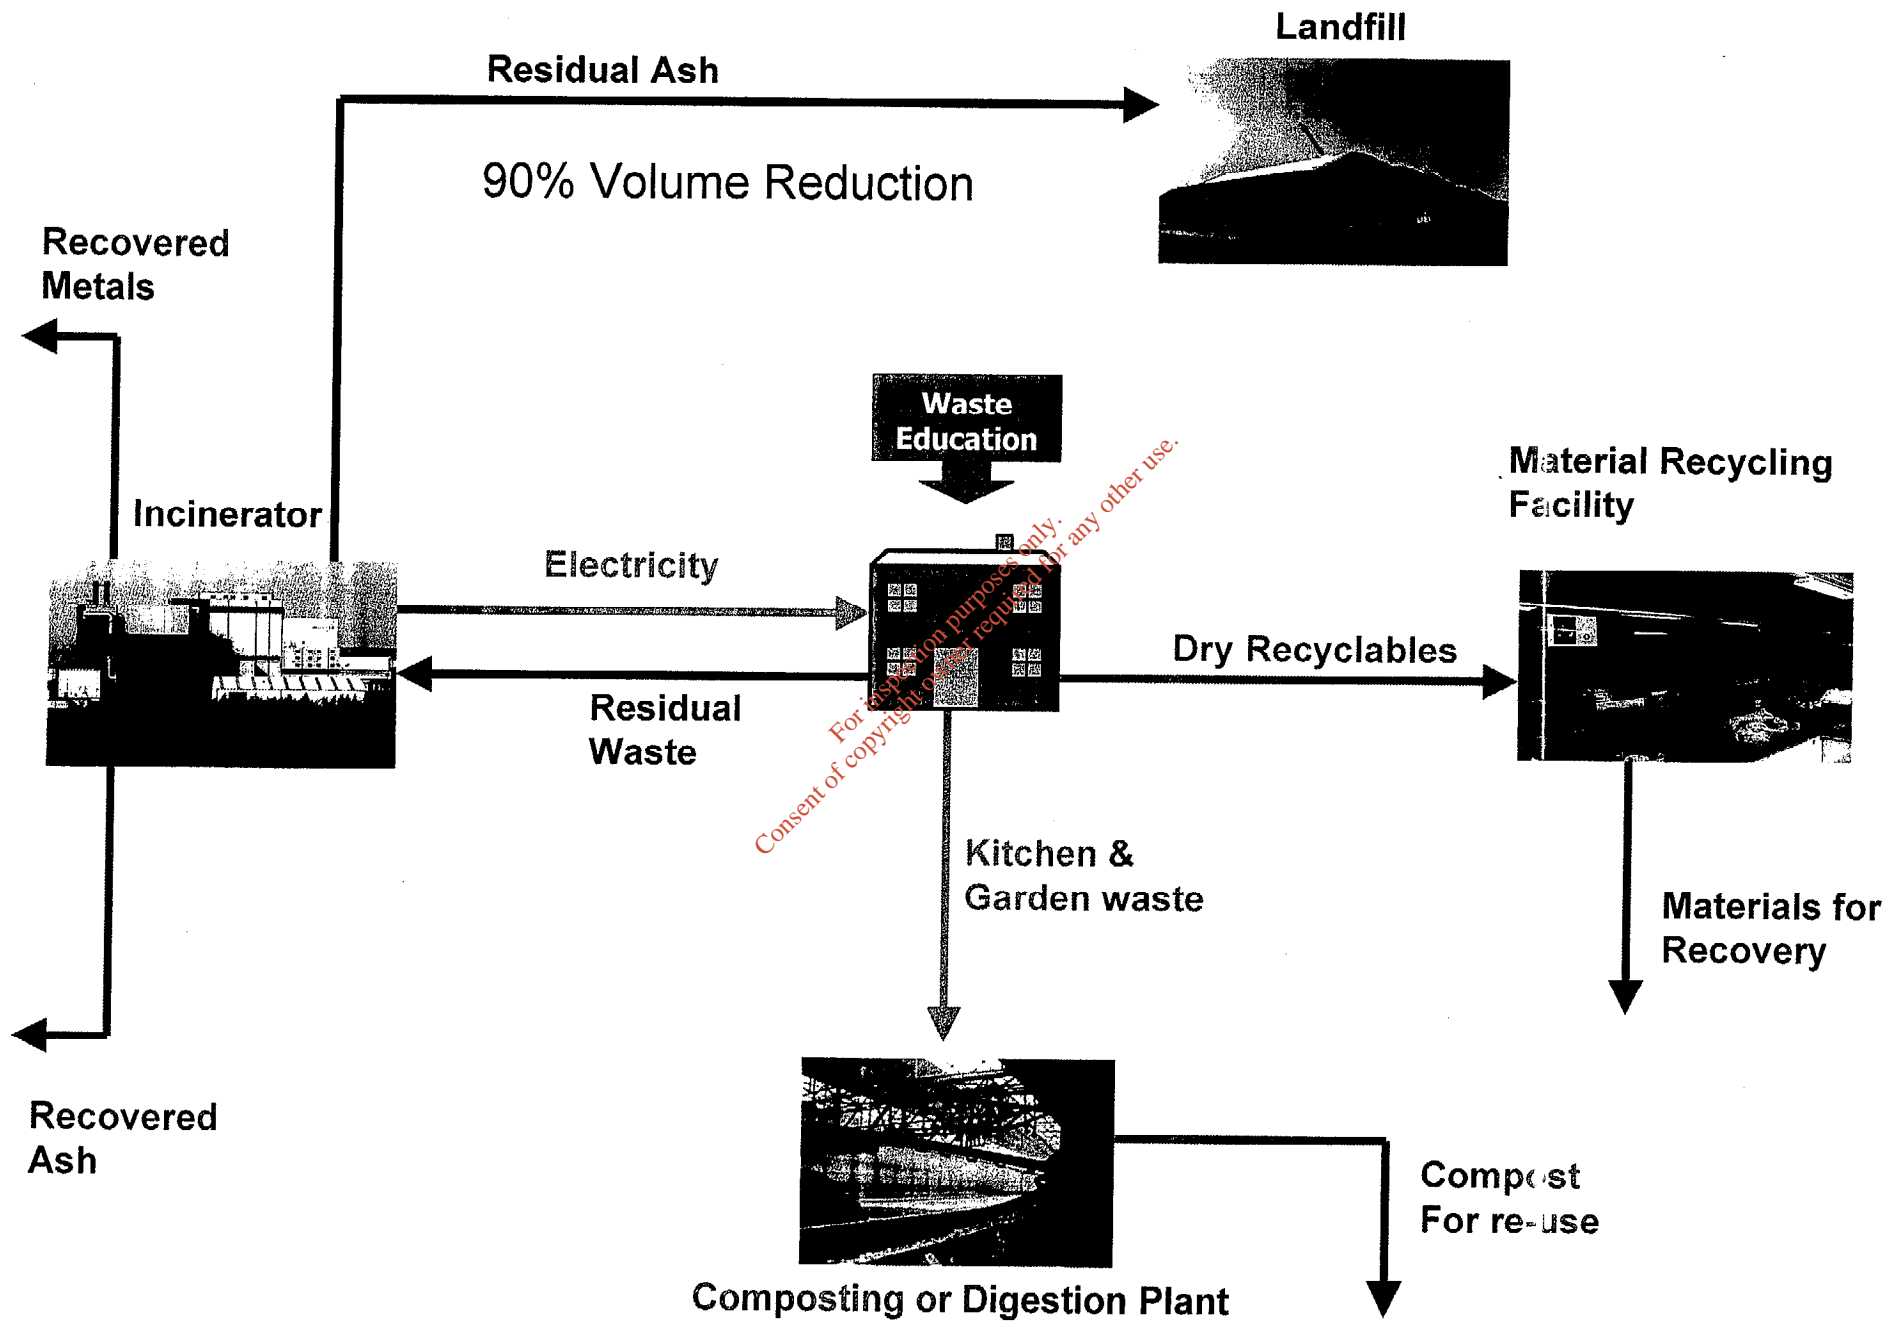 Landfill
Residual Ash
90% Volume Reduction
Recovered
Metals
Waste
Education
Material Recycling
Facility
Incinerator
Electricity
Dry Recyclables
Residual
Waste
For inspection purposes only.
Consent of copyright owner required for any other use.
Kitchen &
Garden waste
Materials for
Recovery
Recovered
Ash
Compost
For re-use
Composting or Digestion Plant